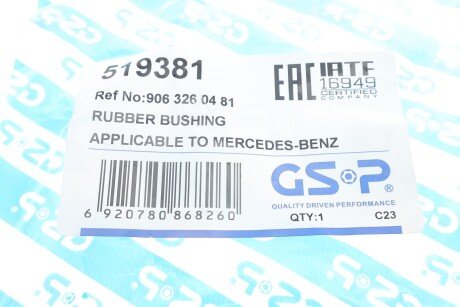 519381
Ref No:906 326 04 81
RUBBER BUSHING
APPLICABLE TO MERCEDES-BENZ
EAC IATF
16949
CERTIFIED
COMPANY
6 920780 868260
GSP®
QUALITY DRIVEN PERFORMANCE
QTY:1 C23